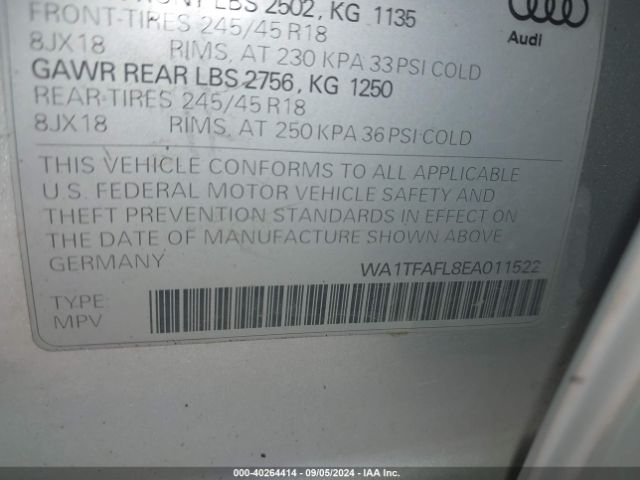 FRONT LBS 2502, KG 1135
FRONT-TIRES 245/45 R18
8JX18 RIMS, AT 230 KPA 33 PSI COLD
GAWR REAR LBS 2756, KG 1250
REAR-TIRES 245/45 R18
8JX18 RIMS, AT 250 KPA 36 PSI COLD
Audi
THIS VEHICLE CONFORMS TO ALL APPLICABLE
U.S. FEDERAL MOTOR VEHICLE SAFETY AND
THEFT PREVENTION STANDARDS IN EFFECT ON
THE DATE OF MANUFACTURE SHOWN ABOVE
GERMANY
WA1TFAFL8EA011522
TYPE:
MPV
000-40264414 - 09/05/2024 - IAA Inc.